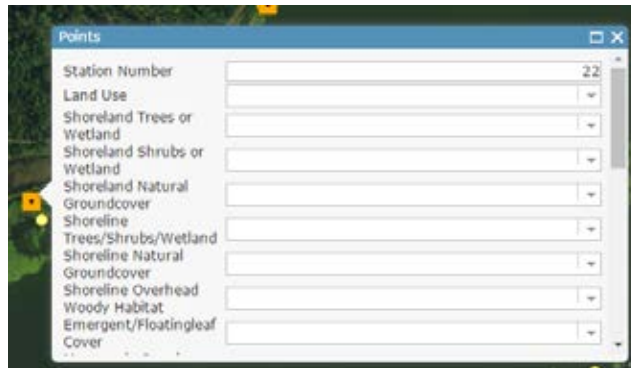 Points
Station Number 22
Land Use
Shoreland Trees or
Wetland
Shoreland Shrubs or
Wetland
Shoreland Natural
Groundcover
Shoreline
Trees/Shrubs/Wetland
Shoreline Natural
Groundcover
Shoreline Overhead
Woody Habitat
Emergent/Floatingleaf
Cover